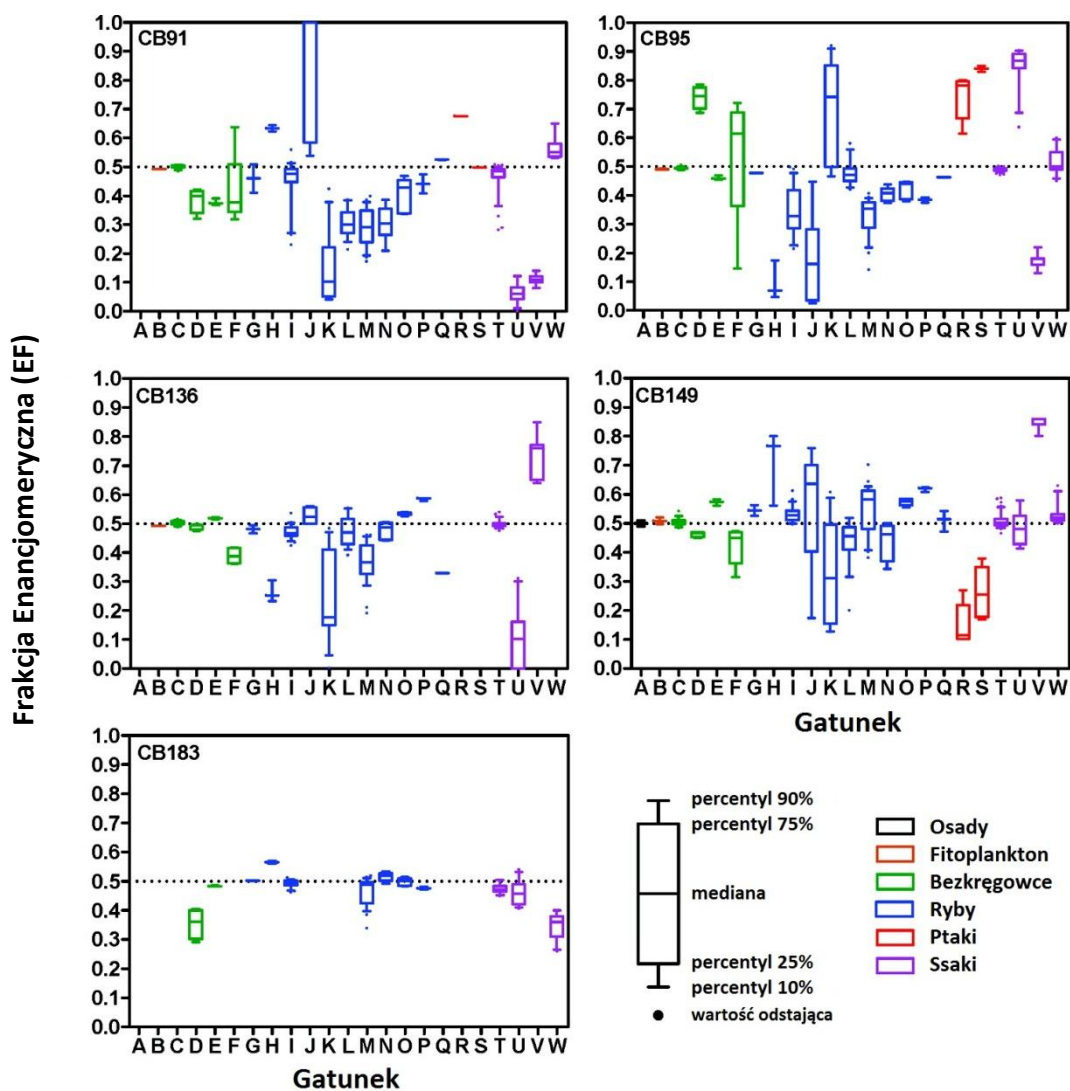 Frakcja Enancjomeryczna (EF)
CB91
1.0
0.9
0.8
0.7
0.6
0.5
0.4
0.3
0.2
0.1
0.0
A B C D E F G H I J K L M N O P Q R S T U V W
CB95
1.0
0.9
0.8
0.7
0.6
0.5
0.4
0.3
0.2
0.1
0.0
A B C D E F G H I J K L M N O P Q R S T U V W
CB136
1.0
0.9
0.8
0.7
0.6
0.5
0.4
0.3
0.2
0.1
0.0
A B C D E F G H I J K L M N O P Q R S T U V W
CB149
1.0
0.9
0.8
0.7
0.6
0.5
0.4
0.3
0.2
0.1
0.0
A B C D E F G H I J K L M N O P Q R S T U V W
Gatunek
CB183
1.0
0.9
0.8
0.7
0.6
0.5
0.4
0.3
0.2
0.1
0.0
A B C D E F G H I J K L M N O P Q R S T U V W
Gatunek
percentyl 90%
percentyl 75%
mediana
percentyl 25%
percentyl 10%
wartość odstająca
Osady
Fitoplankton
Bezkręgowce
Ryby
Ptaki
Ssaki